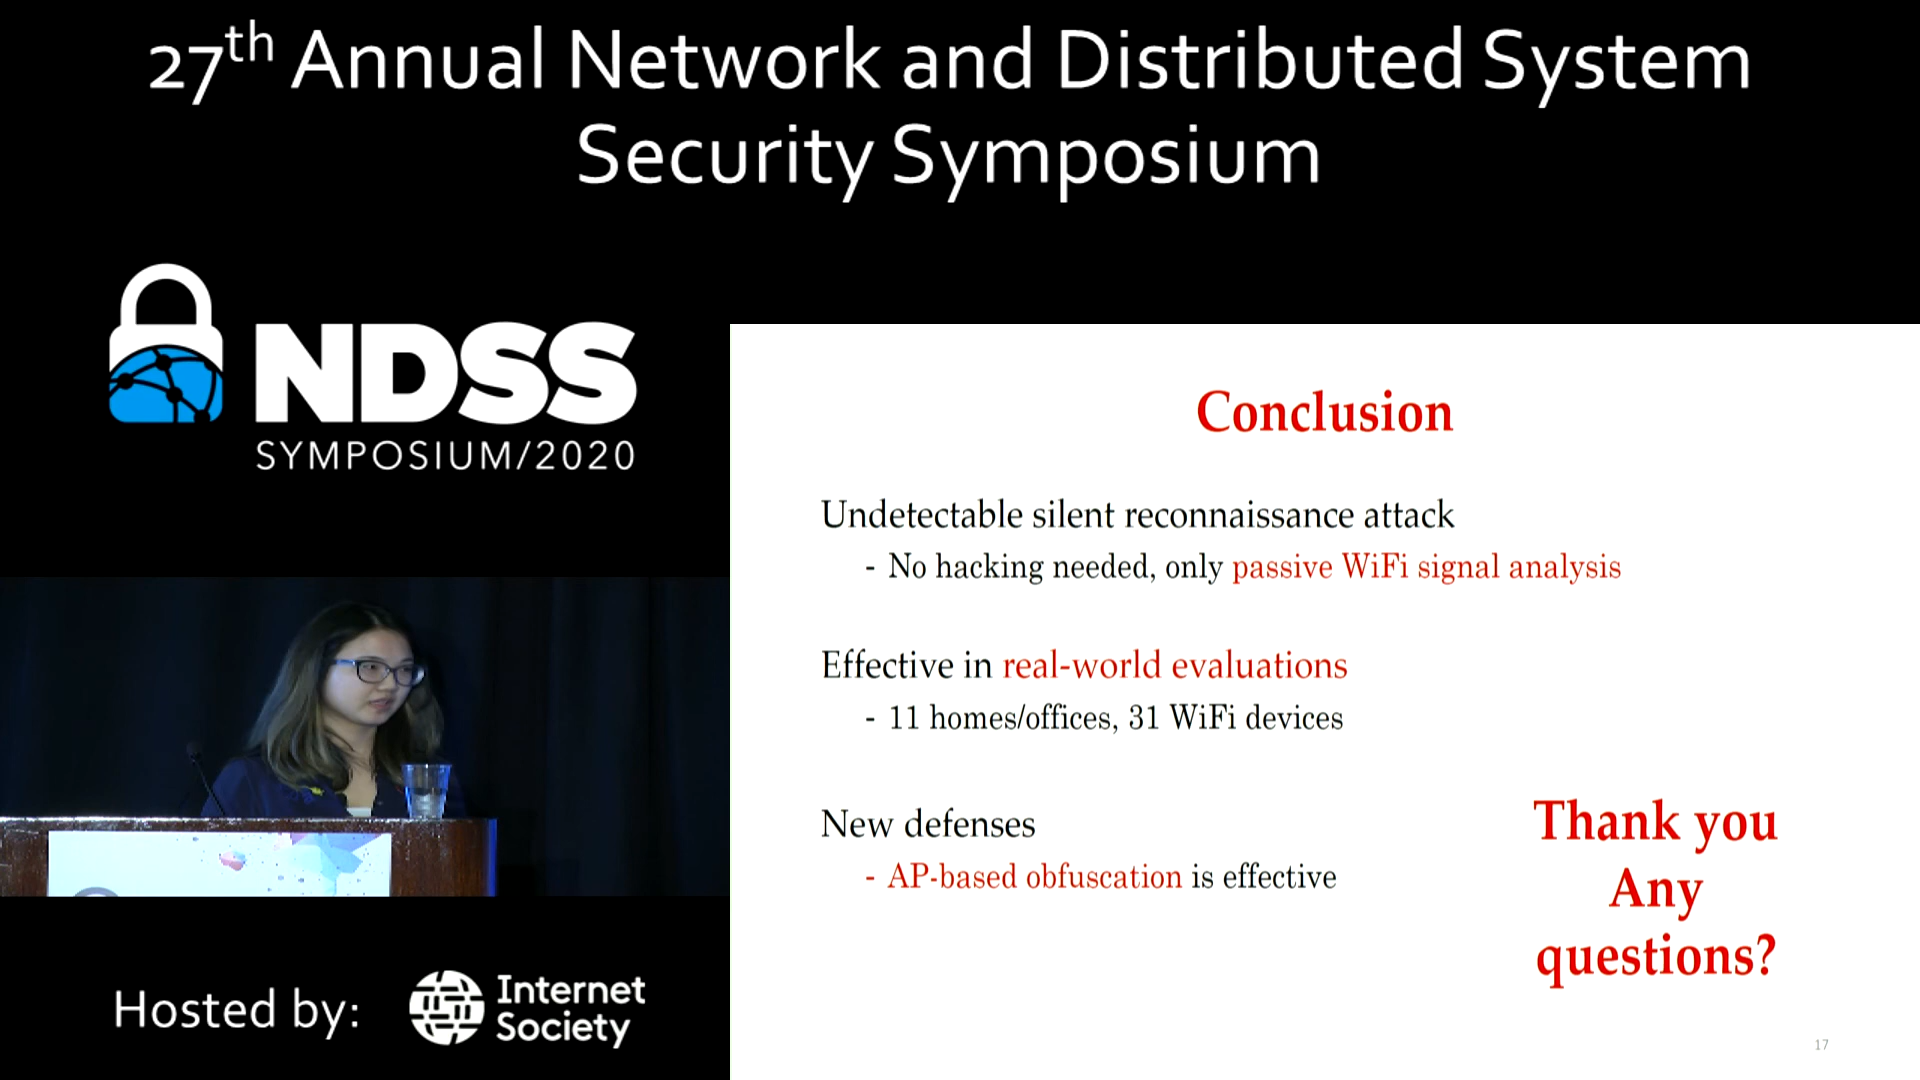 27th Annual Network and Distributed System
Security Symposium
NDSS
SYMPOSIUM/2020
Conclusion
Undetectable silent reconnaissance attack
- No hacking needed, only passive WiFi signal analysis
Effective in real-world evaluations
- 11 homes/offices, 31 WiFi devices
New defenses
- AP-based obfuscation is effective
Thank you
Any
questions?
17
Hosted by:
Internet
Society